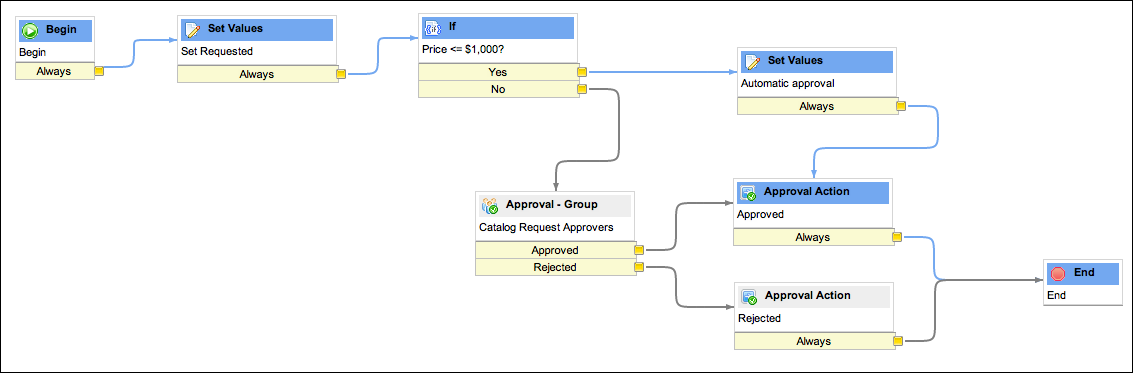 Begin
Begin
Always
Set Values
Set Requested
Always
If
Price <= $1,000?
Yes
No
Set Values
Automatic approval
Always
Approval - Group
Catalog Request Approvers
Approved
Rejected
Approval Action
Approved
Always
Approval Action
Rejected
Always
End
End